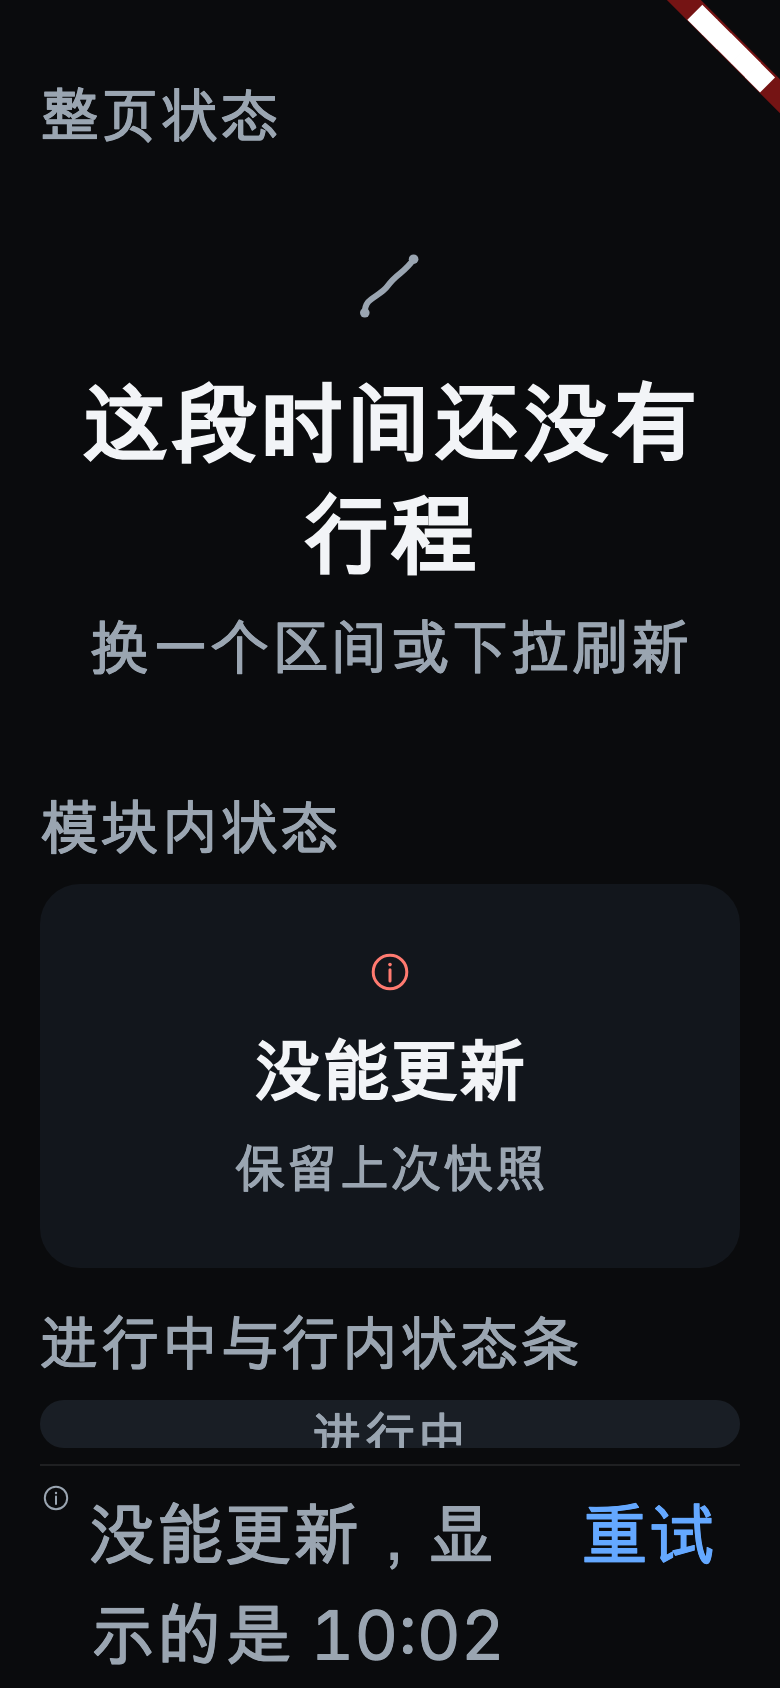 整页状态
这段时间还没有
行程
换一个区间或下拉刷新
模块内状态
没能更新
保留上次快照
进行中与行内状态条
进行中
没能更新，显
重试
示的是 10:02